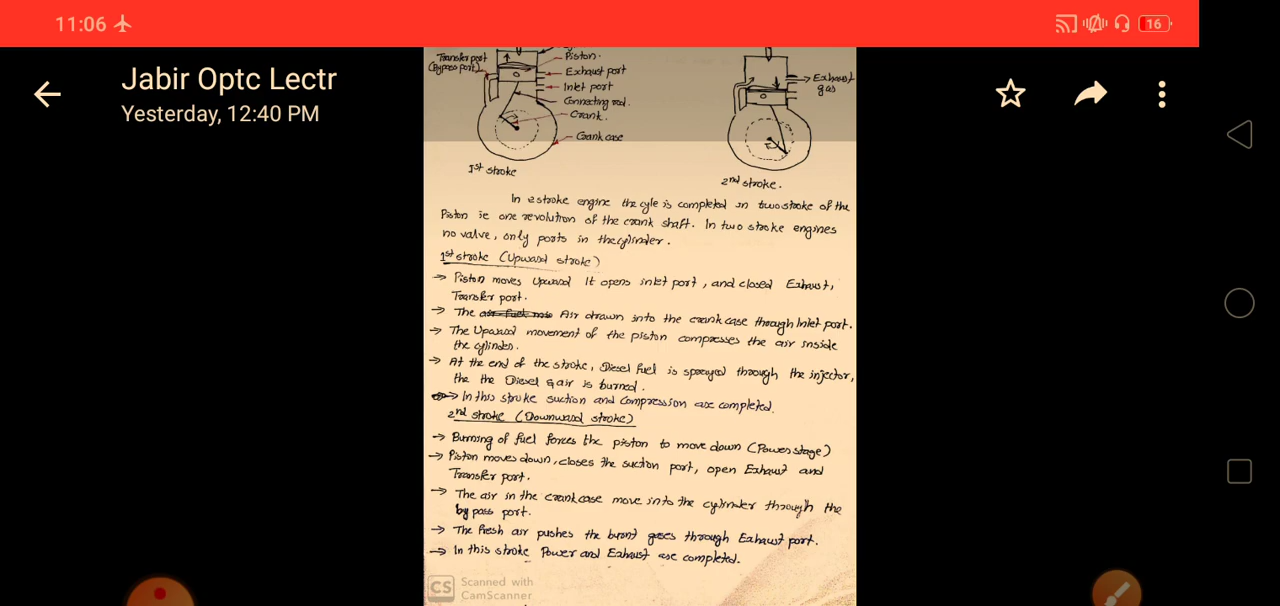 11:06
16
Jabir Optc Lectr
Yesterday, 12:40 PM
Transfer port
(Bypass port)
Piston.
Exhaust port
Inlet port
Connecting rod.
Crank.
Crank case
1st stroke
Exhaust
gas
2nd stroke.
In 2 stroke engine the cyle is completed in two stroke of the
Piston ie one revolution of the crank shaft. In two stroke engines
no valve, only ports in the cylinder.
1st stroke (Upward stroke)
→ Piston moves Upward It opens inlet port, and closed Exhaust,
Transfer port.
→ The Air drawn into the crank case through Inlet port.
→ The Upward movement of the piston compresses the air inside
the cylinder.
→ At the end of the stroke, Diesel fuel is sprayed through the injector,
the the Diesel & air is burned.
→ In this stroke suction and Compression are completed.
2nd stroke (Downward stroke)
→ Burning of fuel forces the piston to move down (Power stage)
→ Piston moves down, closes the suction port, open Exhaust and
Transfer port.
→ The air in the crank case move into the cylinder through the
by pass port.
→ The fresh air pushes the burnt gases through Exhaust port.
→ In this stroke Power and Exhaust are completed.
CS Scanned with
CamScanner